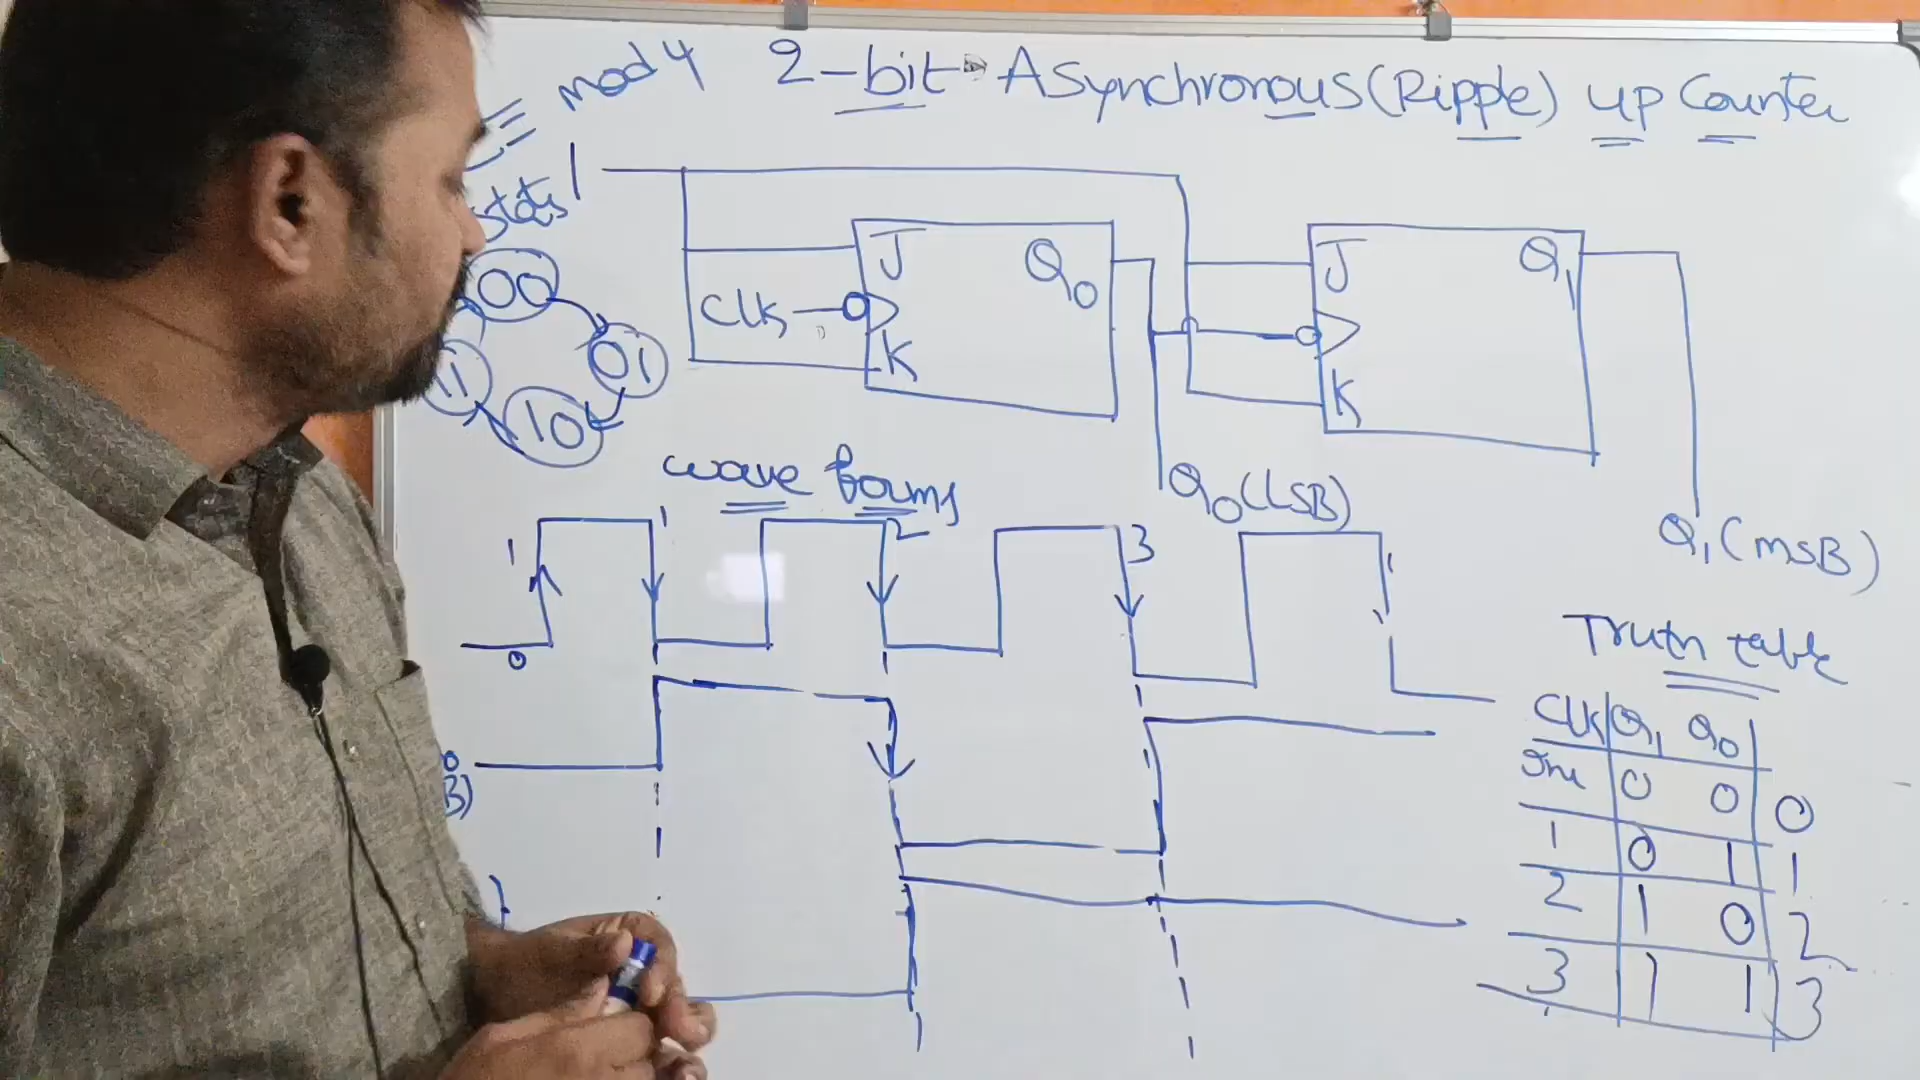 mod 4 2-bit Asynchronous (Ripple) up Counter
states
1
J Q0
Clk
K
J Q1
K
00
01
10
11
Q0 (LSB)
Q1 (MSB)
wave forms
1 1 2 3
0
0
B)
Truth table
Clk Q1 Q0
Ini 0 0 0
1 0 1 1
2 1 0 2
3 1 1 3